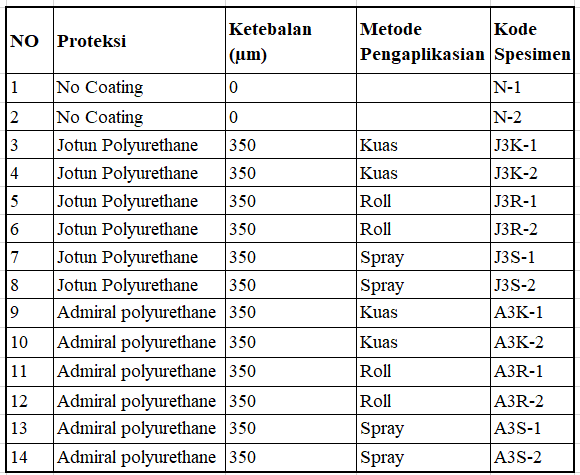 NO Proteksi Ketebalan (µm) Metode Pengaplikasian Kode Spesimen
1 No Coating 0 N-1
2 No Coating 0 N-2
3 Jotun Polyurethane 350 Kuas J3K-1
4 Jotun Polyurethane 350 Kuas J3K-2
5 Jotun Polyurethane 350 Roll J3R-1
6 Jotun Polyurethane 350 Roll J3R-2
7 Jotun Polyurethane 350 Spray J3S-1
8 Jotun Polyurethane 350 Spray J3S-2
9 Admiral polyurethane 350 Kuas A3K-1
10 Admiral polyurethane 350 Kuas A3K-2
11 Admiral polyurethane 350 Roll A3R-1
12 Admiral polyurethane 350 Roll A3R-2
13 Admiral polyurethane 350 Spray A3S-1
14 Admiral polyurethane 350 Spray A3S-2